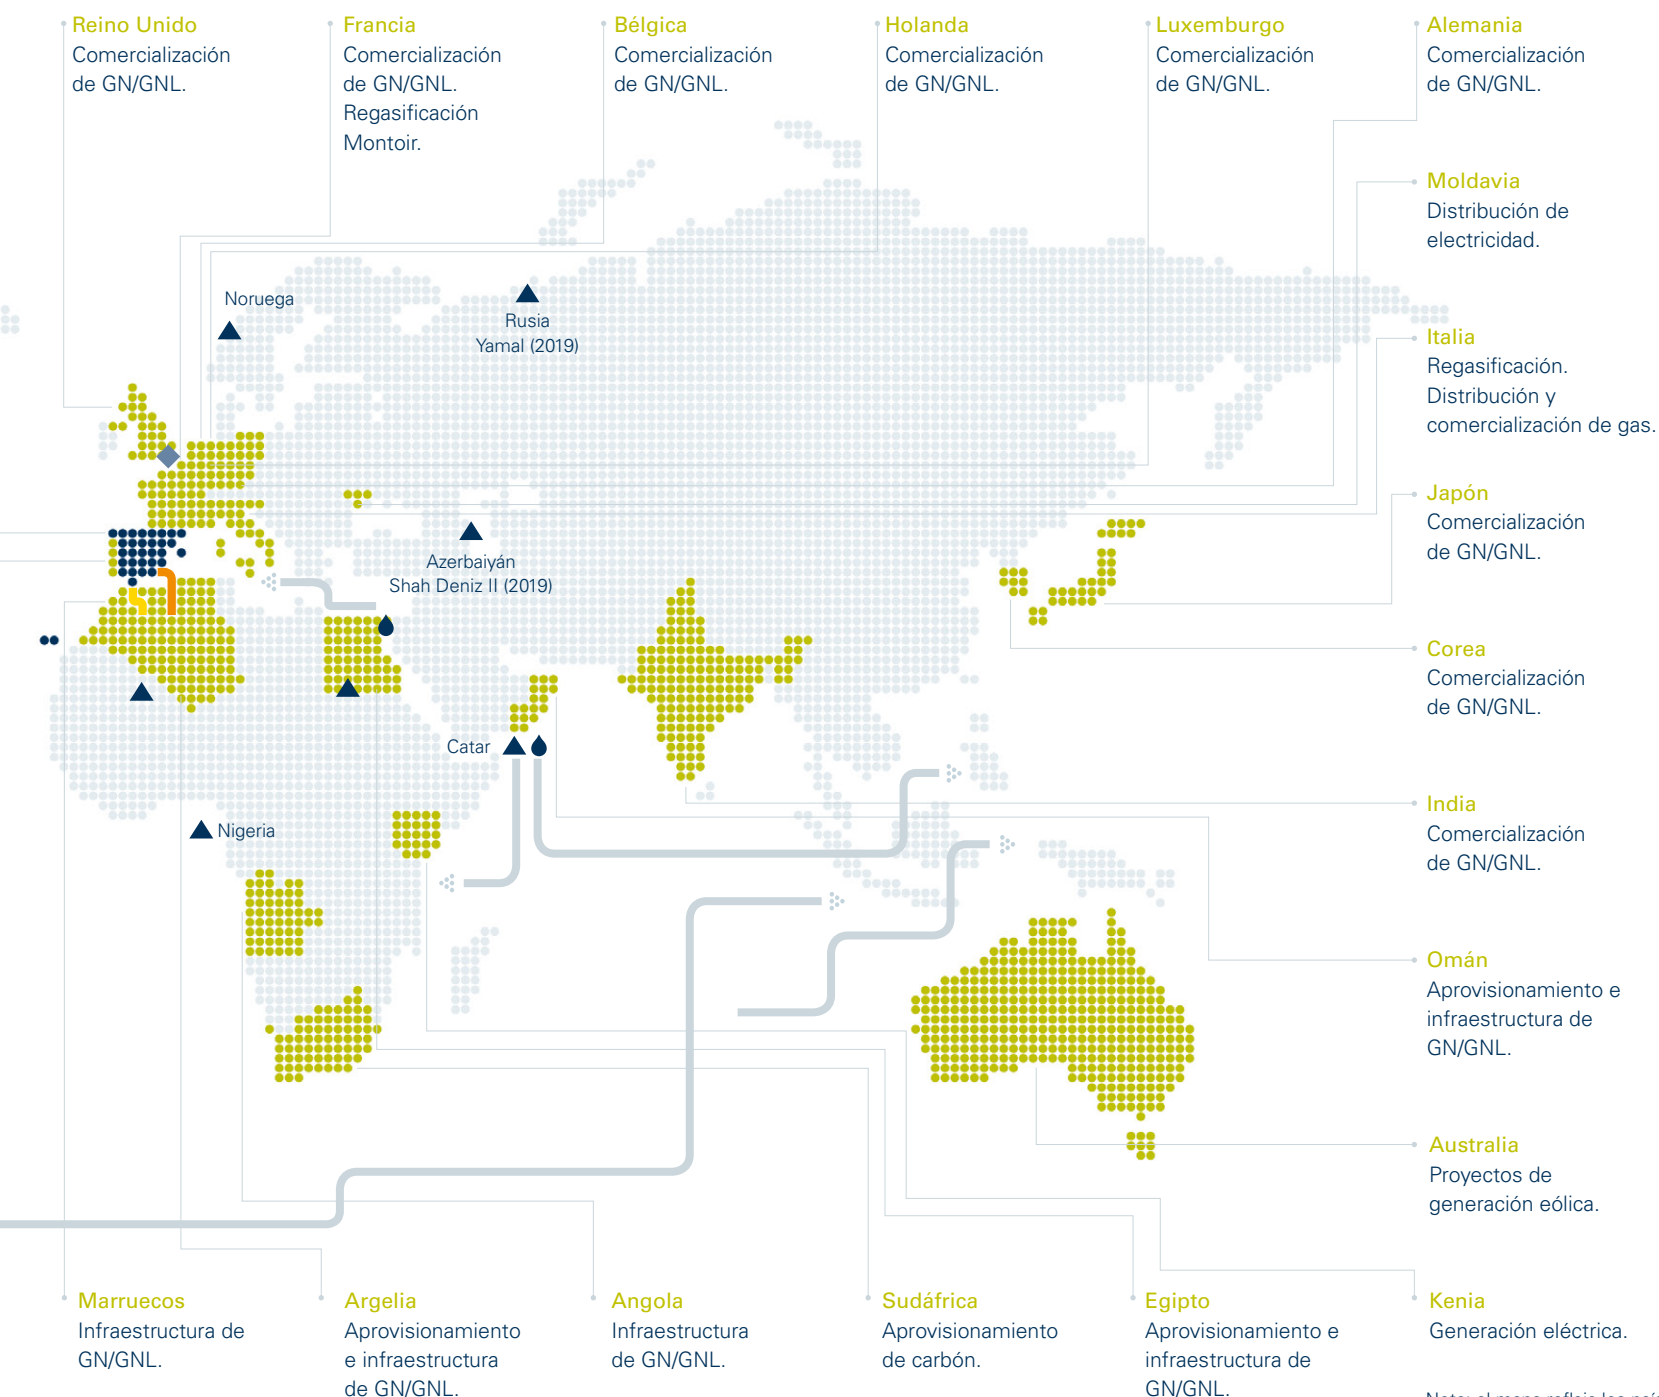 Reino Unido
Comercialización
de GN/GNL.
Francia
Comercialización
de GN/GNL.
Regasificación
Montoir.
Bélgica
Comercialización
de GN/GNL.
Holanda
Comercialización
de GN/GNL.
Luxemburgo
Comercialización
de GN/GNL.
Alemania
Comercialización
de GN/GNL.
Moldavia
Distribución de
electricidad.
Italia
Regasificación.
Distribución y
comercialización de gas.
Japón
Comercialización
de GN/GNL.
Corea
Comercialización
de GN/GNL.
India
Comercialización
de GN/GNL.
Omán
Aprovisionamiento e
infraestructura de
GN/GNL.
Australia
Proyectos de
generación eólica.
Noruega
Rusia
Yamal (2019)
Azerbaiyán
Shah Deniz II (2019)
Catar
Nigeria
Marruecos
Infraestructura de
GN/GNL.
Argelia
Aprovisionamiento
e infraestructura
de GN/GNL.
Angola
Infraestructura
de GN/GNL.
Sudáfrica
Aprovisionamiento
de carbón.
Egipto
Aprovisionamiento e
infraestructura de
GN/GNL.
Kenia
Generación eléctrica.